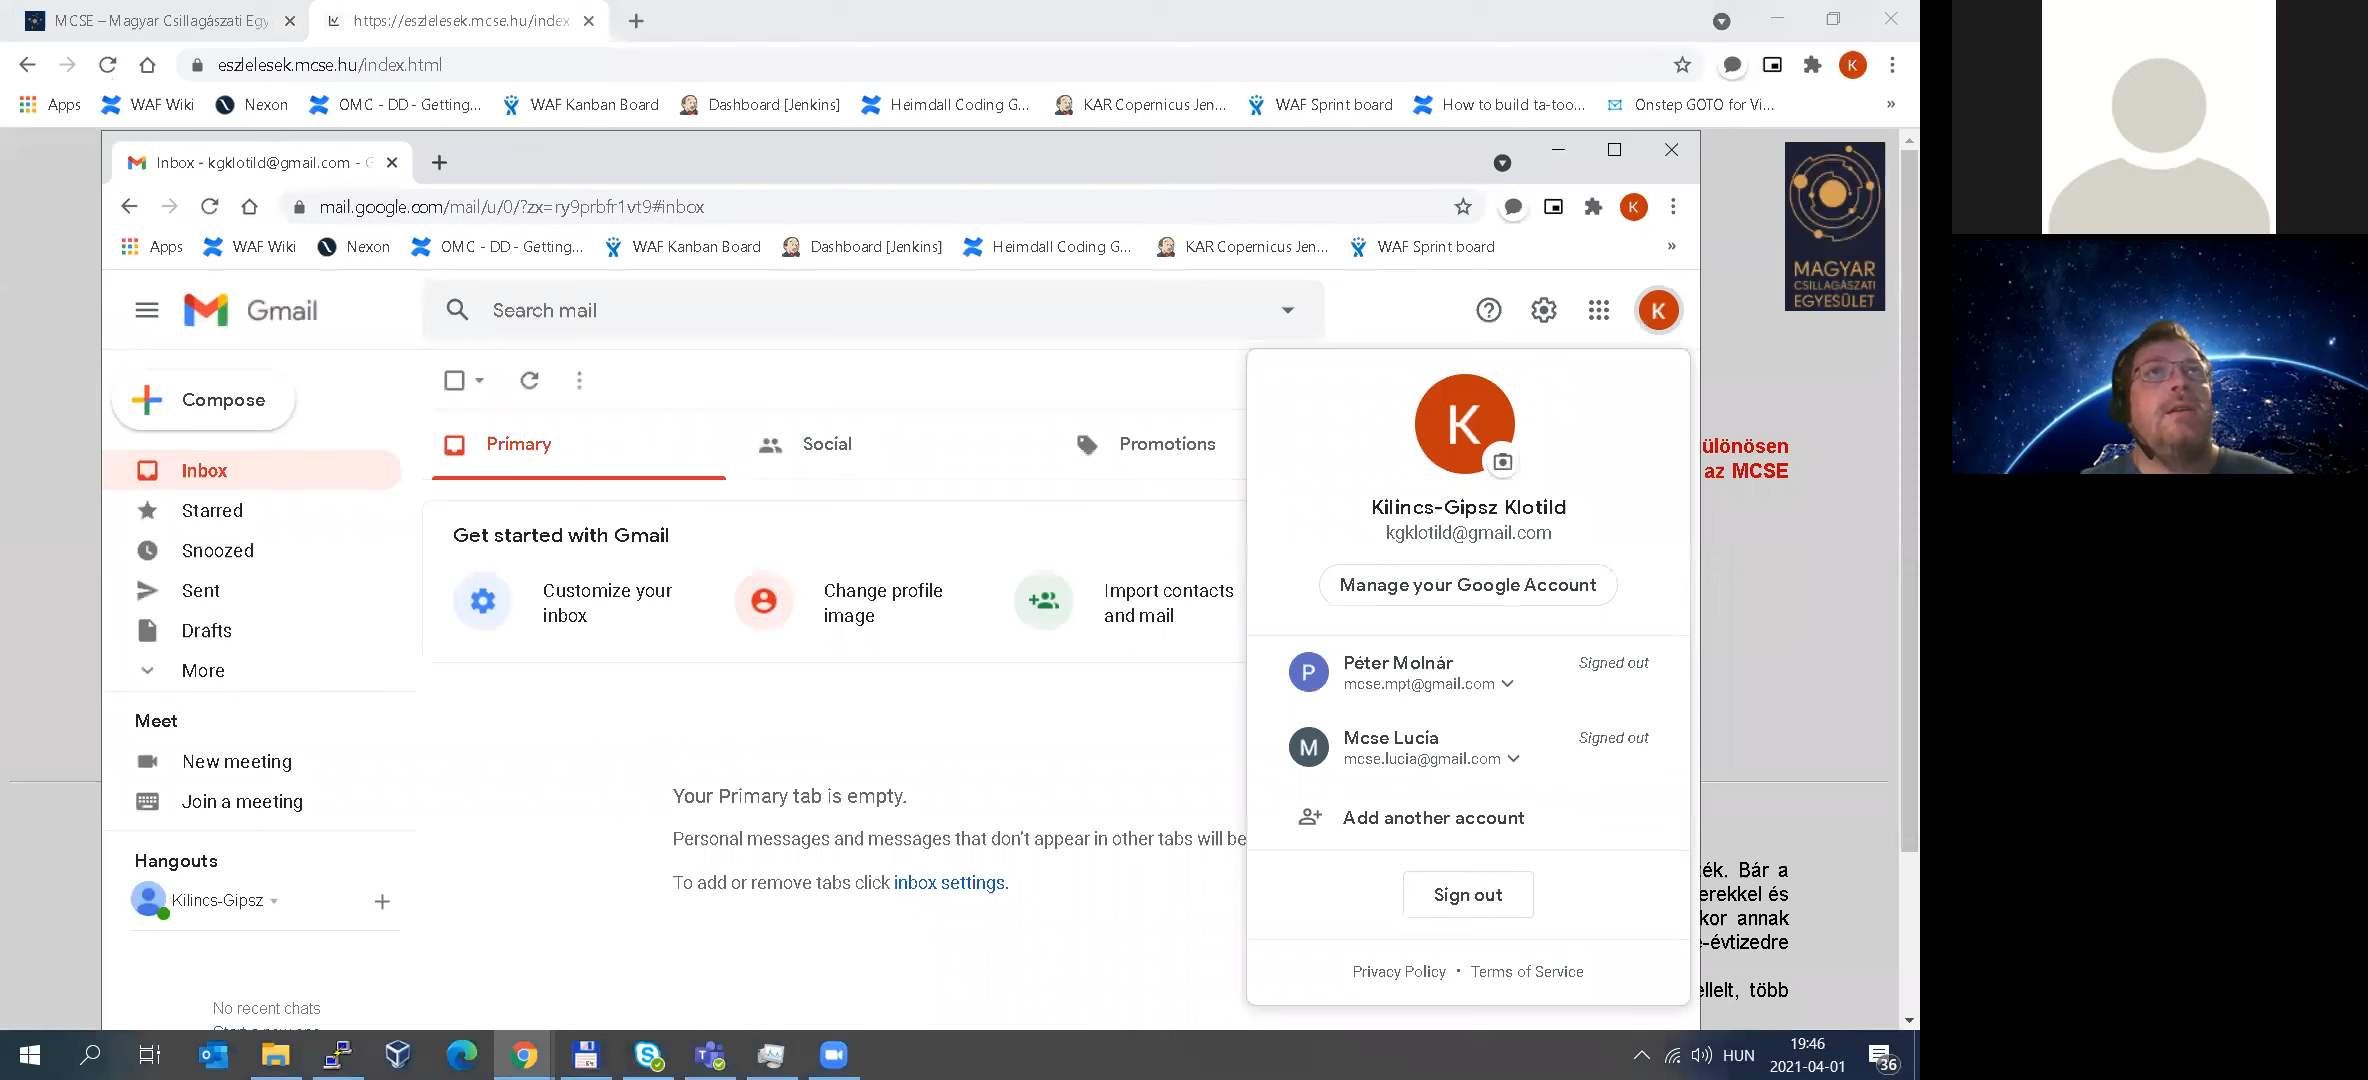 MCSE – Magyar Csillagászati Egy
https://eszlelesek.mcse.hu/index
eszlelesek.mcse.hu/index.html
K
Apps
WAF Wiki
Nexon
OMC - DD - Getting...
WAF Kanban Board
Dashboard [Jenkins]
Heimdall Coding G...
KAR Copernicus Jen...
WAF Sprint board
How to build ta-too...
Onstep GOTO for Vi...
»
Inbox - kgklotild@gmail.com - G
mail.google.com/mail/u/0/?zx=ry9prbfr1vt9#inbox
K
Apps
WAF Wiki
Nexon
OMC - DD - Getting...
WAF Kanban Board
Dashboard [Jenkins]
Heimdall Coding G...
KAR Copernicus Jen...
WAF Sprint board
»
MAGYAR
CSILLAGÁSZATI
EGYESÜLET
Gmail
Search mail
K
Compose
Inbox
Starred
Snoozed
Sent
Drafts
More
Meet
New meeting
Join a meeting
Hangouts
Kilincs-Gipsz
No recent chats
Primary
Social
Promotions
Get started with Gmail
Customize your
inbox
Change profile
image
Import contacts
and mail
Your Primary tab is empty.
Personal messages and messages that don't appear in other tabs will be
To add or remove tabs click inbox settings.
K
Kilincs-Gipsz Klotild
kgklotild@gmail.com
Manage your Google Account
P
Péter Molnár
mcse.mpt@gmail.com
Signed out
M
Mcse Lucia
mcse.lucia@gmail.com
Signed out
Add another account
Sign out
Privacy Policy • Terms of Service
ülönösen
az MCSE
ék. Bár a
erekkel és
kor annak
-évtizedre
ellelt, több
HUN
19:46
2021-04-01
36